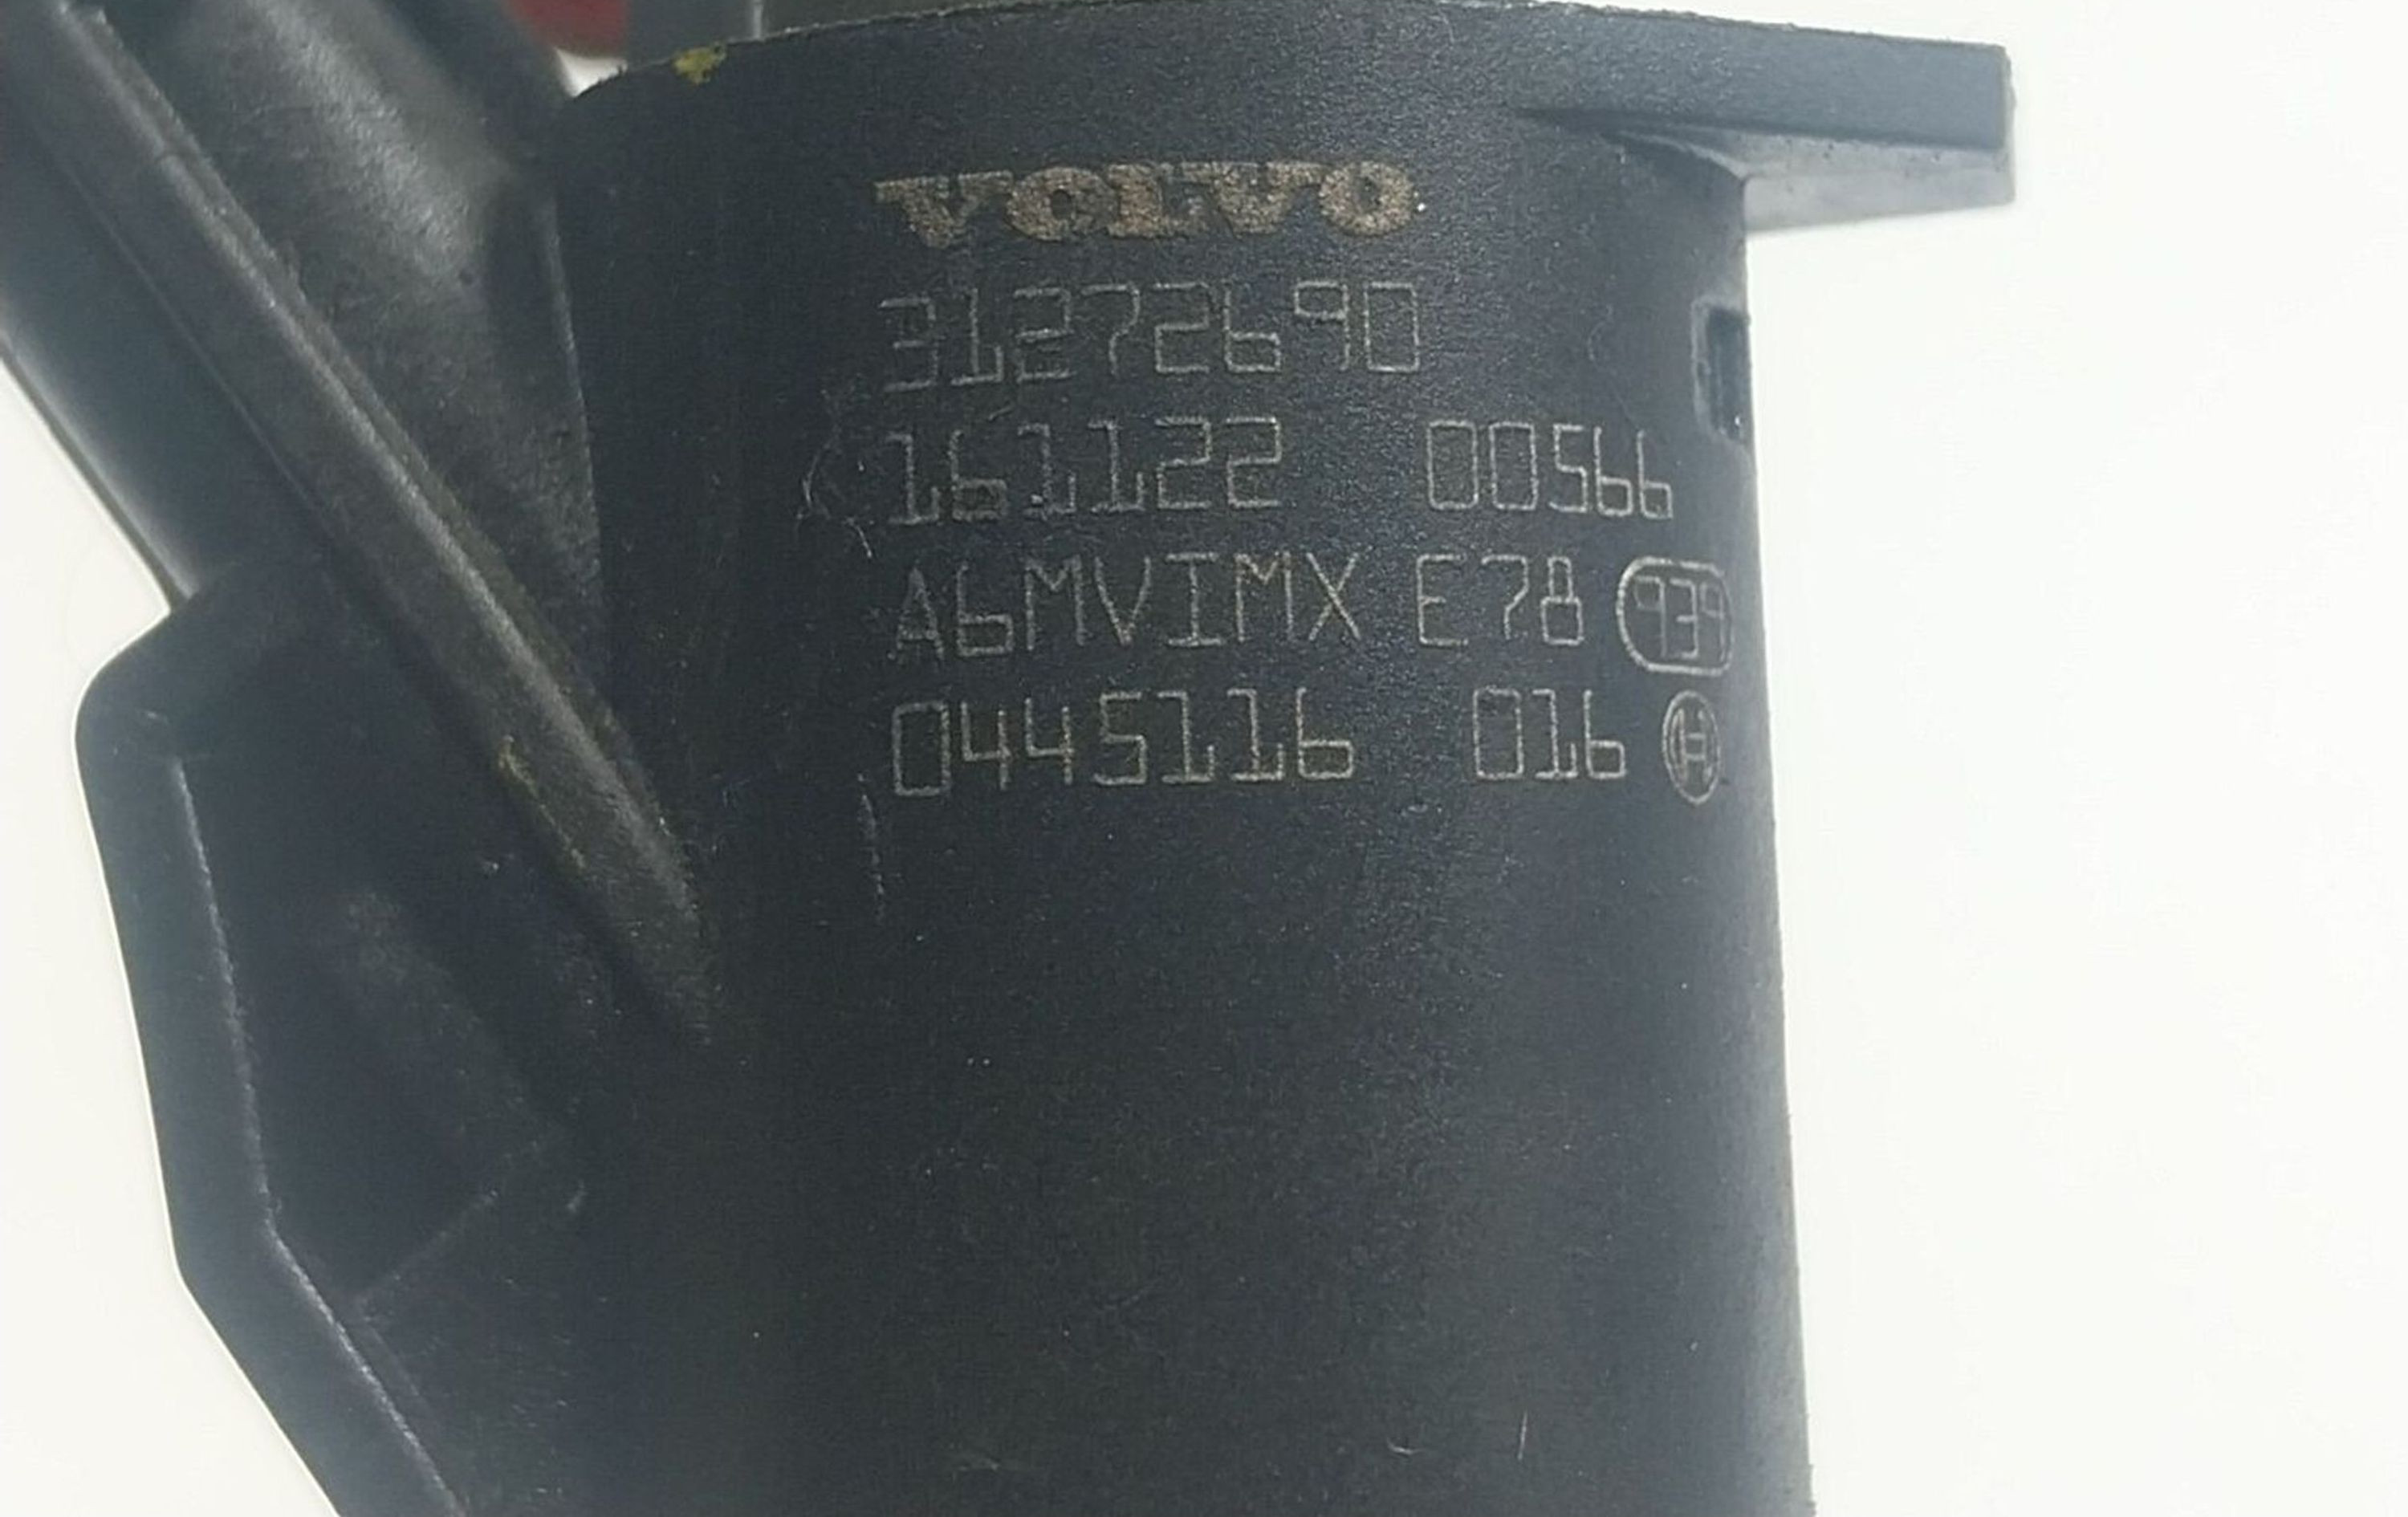 VOLVO
31272690
161122 00566
A6MVIMX E78 939
0445116 016 H